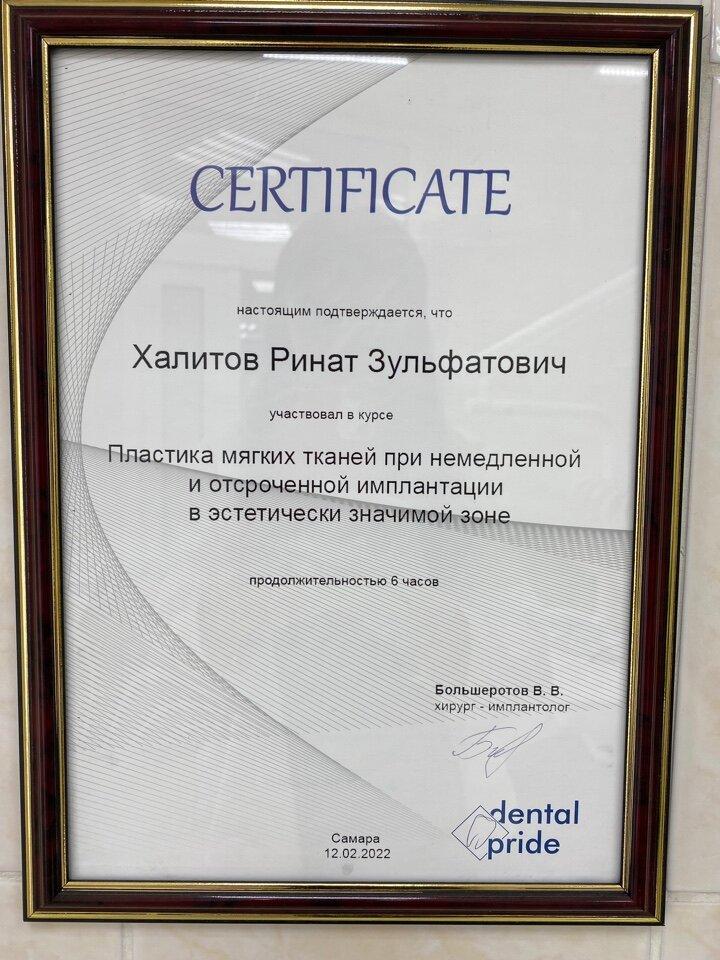 CERTIFICATE
настоящим подтверждается, что
Халитов Ринат Зульфатович
участвовал в курсе
Пластика мягких тканей при немедленной
и отсроченной имплантации
в эстетически значимой зоне
продолжительностью 6 часов
Большеротов В. В.
хирург - имплантолог
dental
pride
Самара
12.02.2022